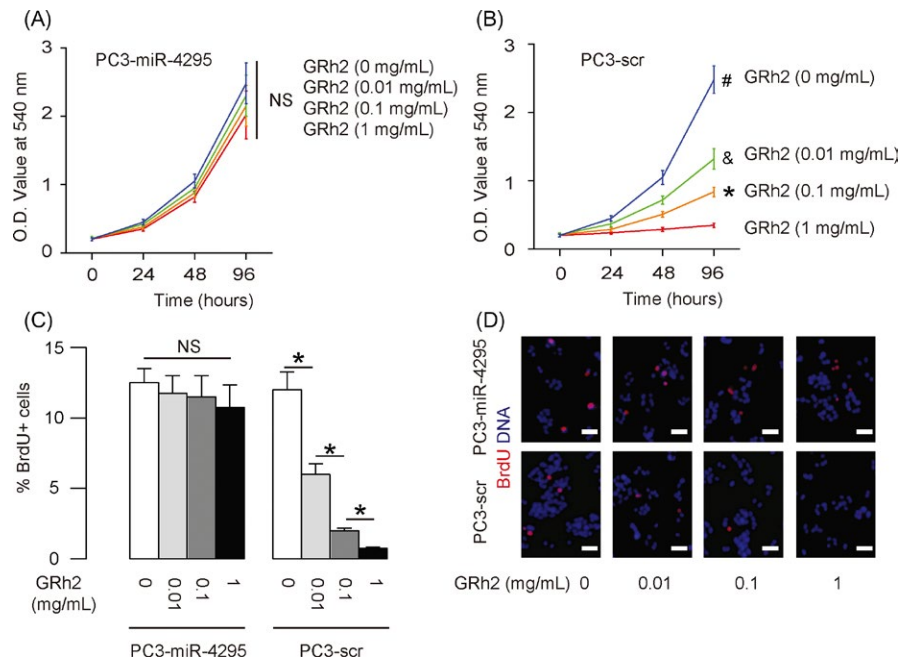 (A)
PC3-miR-4295
O.D. Value at 540 nm
3
2
1
0
0 24 48 96
Time (hours)
NS
GRh2 (0 mg/mL)
GRh2 (0.01 mg/mL)
GRh2 (0.1 mg/mL)
GRh2 (1 mg/mL)
(B)
PC3-scr
O.D. Value at 540 nm
3
2
1
0
0 24 48 96
Time (hours)
# GRh2 (0 mg/mL)
& GRh2 (0.01 mg/mL)
* GRh2 (0.1 mg/mL)
GRh2 (1 mg/mL)
(C)
% BrdU+ cells
15
10
5
0
NS
*
*
*
GRh2 (mg/mL)
0 0.01 0.1 1 0 0.01 0.1 1
PC3-miR-4295 PC3-scr
(D)
PC3-miR-4295
PC3-scr
BrdU DNA
GRh2 (mg/mL) 0 0.01 0.1 1